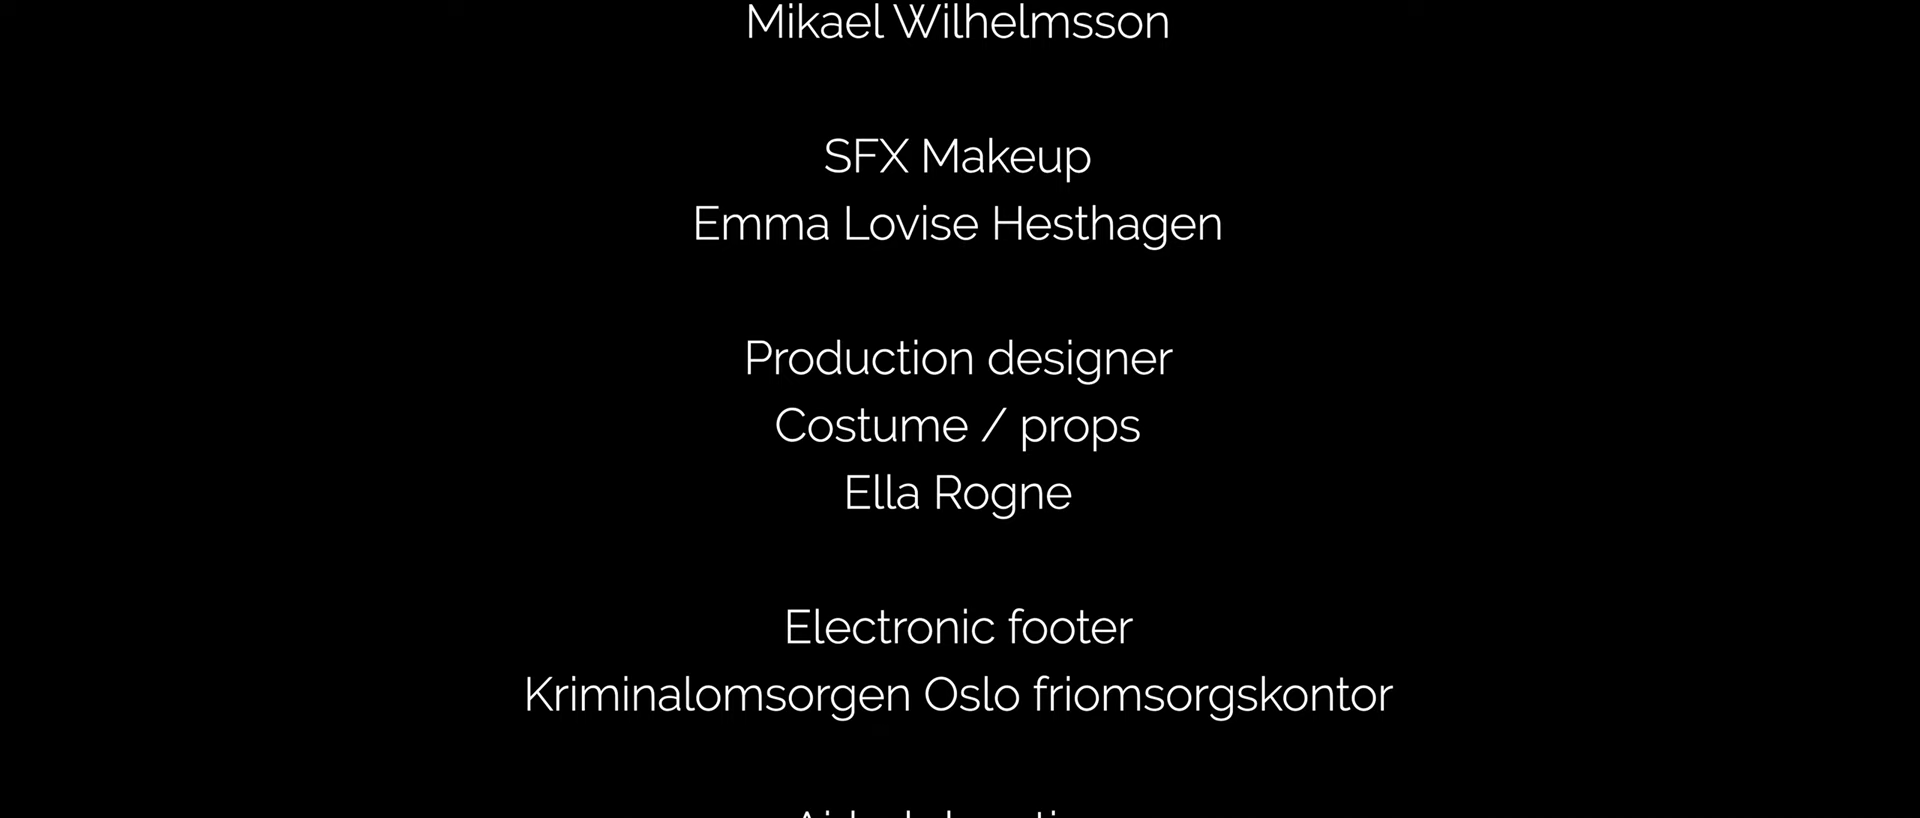 Mikael Wilhelmsson
SFX Makeup
Emma Lovise Hesthagen
Production designer
Costume / props
Ella Rogne
Electronic footer
Kriminalomsorgen Oslo friomsorgskontor